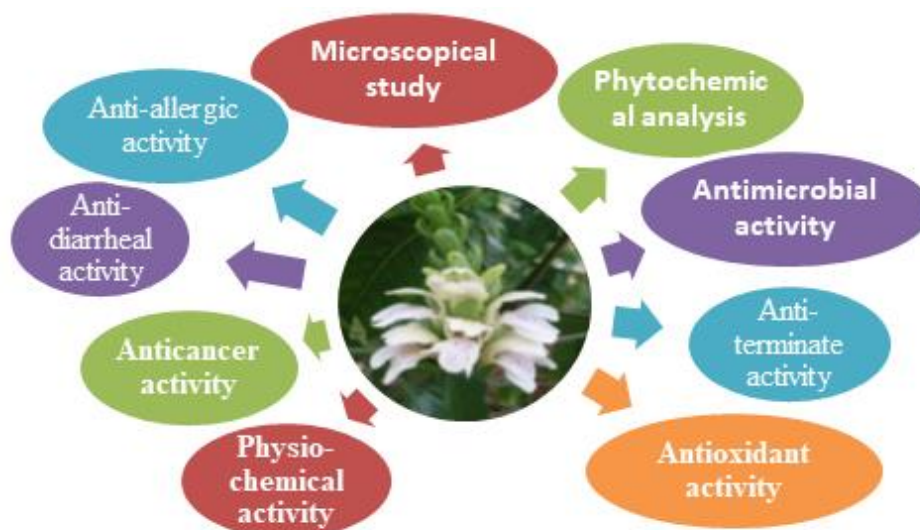 Microscopical
study
Phytochemic
al analysis
Anti-allergic
activity
Antimicrobial
activity
Anti-
diarrheal
activity
Anti-
terminate
activity
Anticancer
activity
Physio-
chemical
activity
Antioxidant
activity